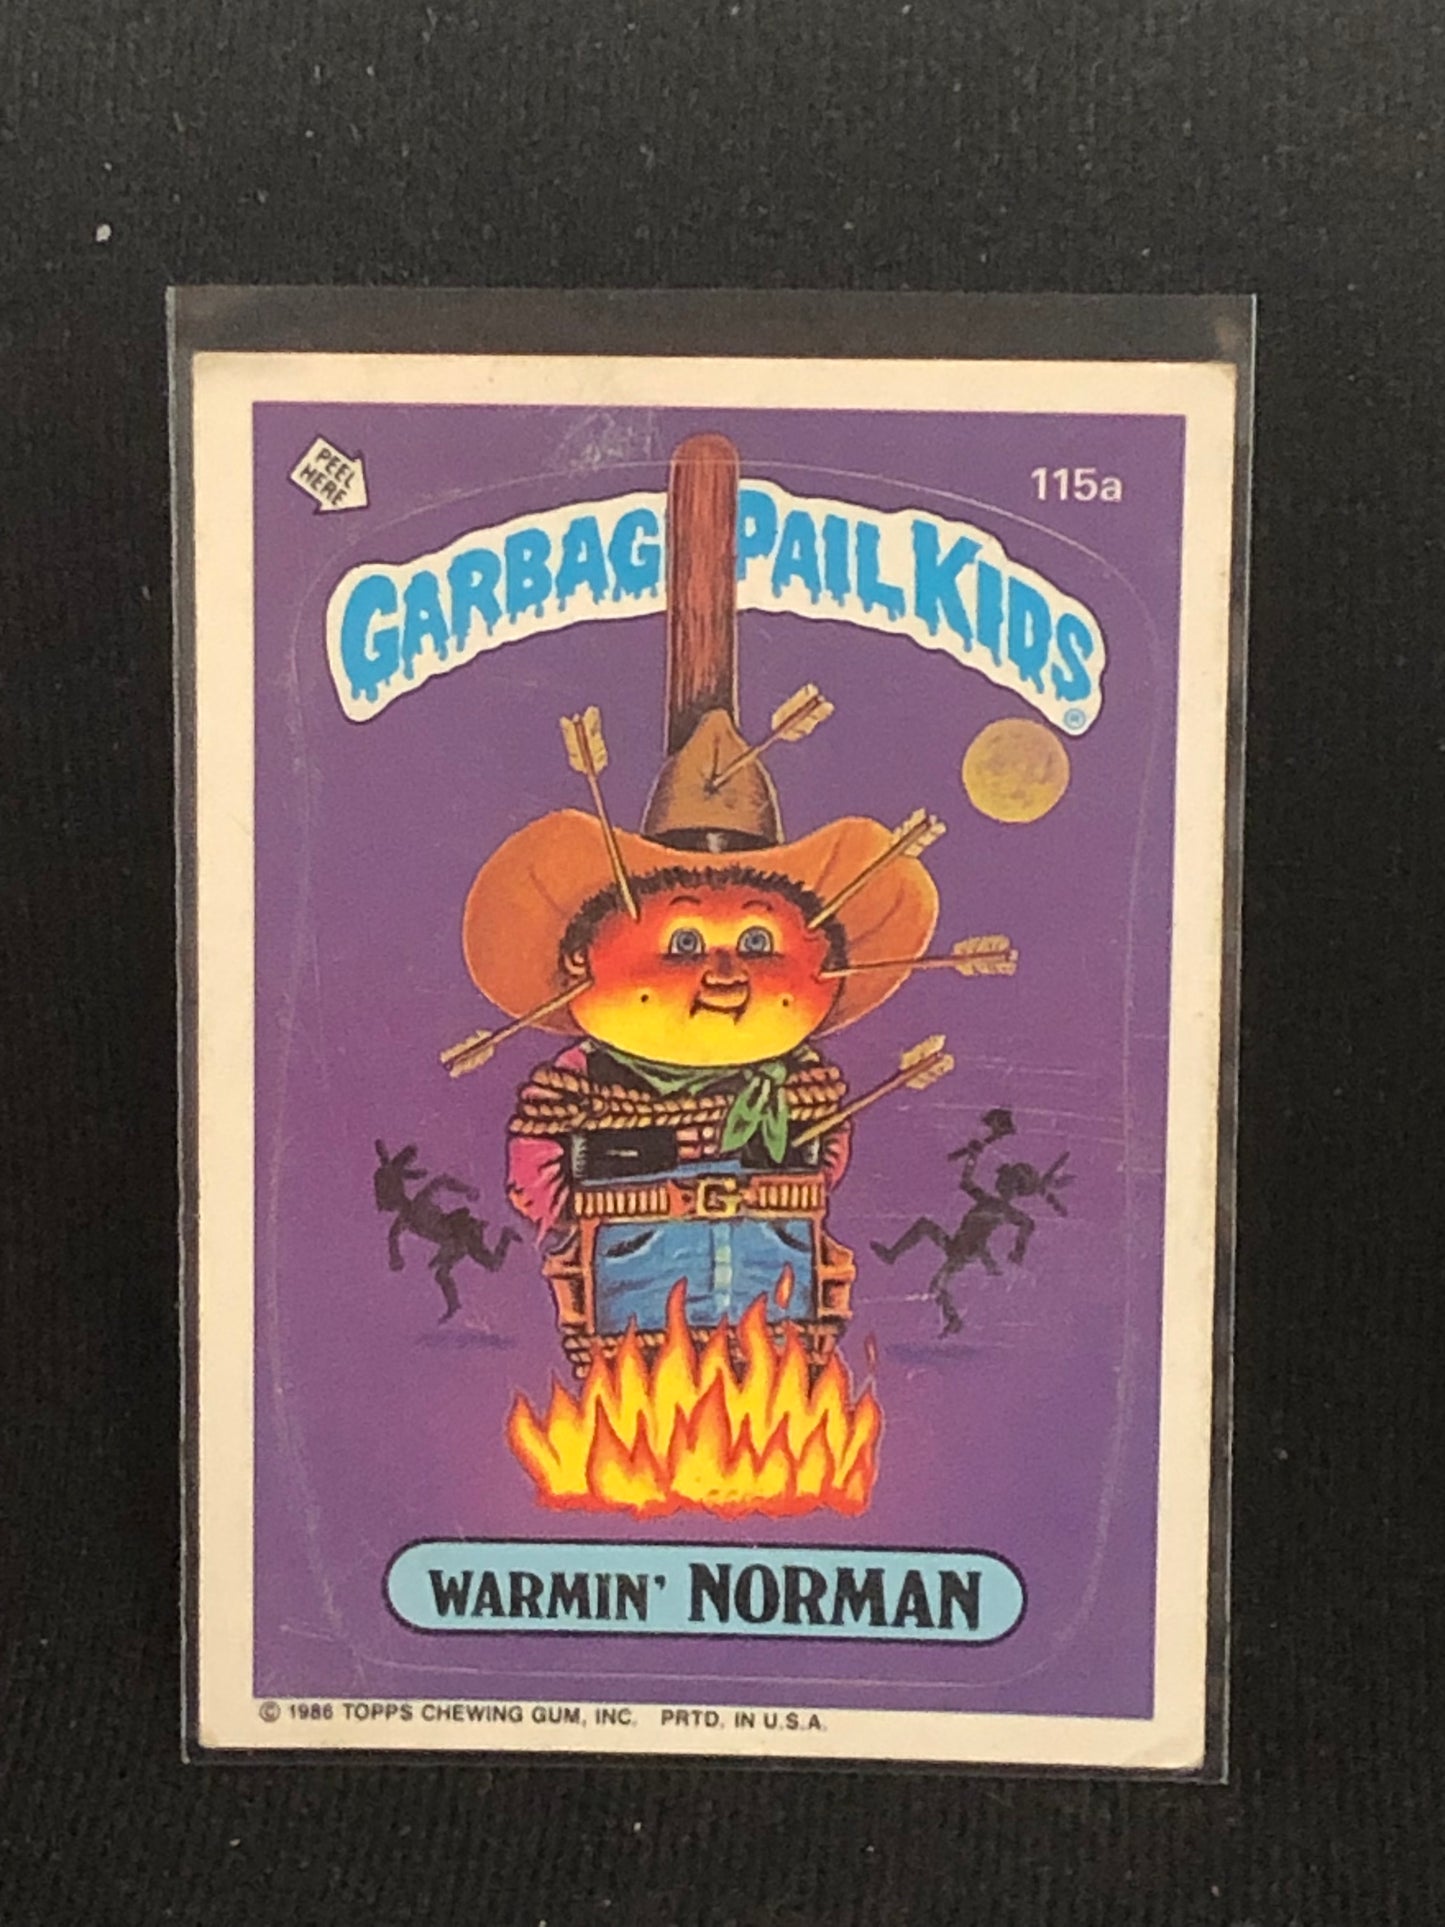 PEEL
HERE
115a
GARBAG PAIL KIDS
®
G
WARMIN' NORMAN
© 1986 TOPPS CHEWING GUM, INC. PRTD. IN U.S.A.